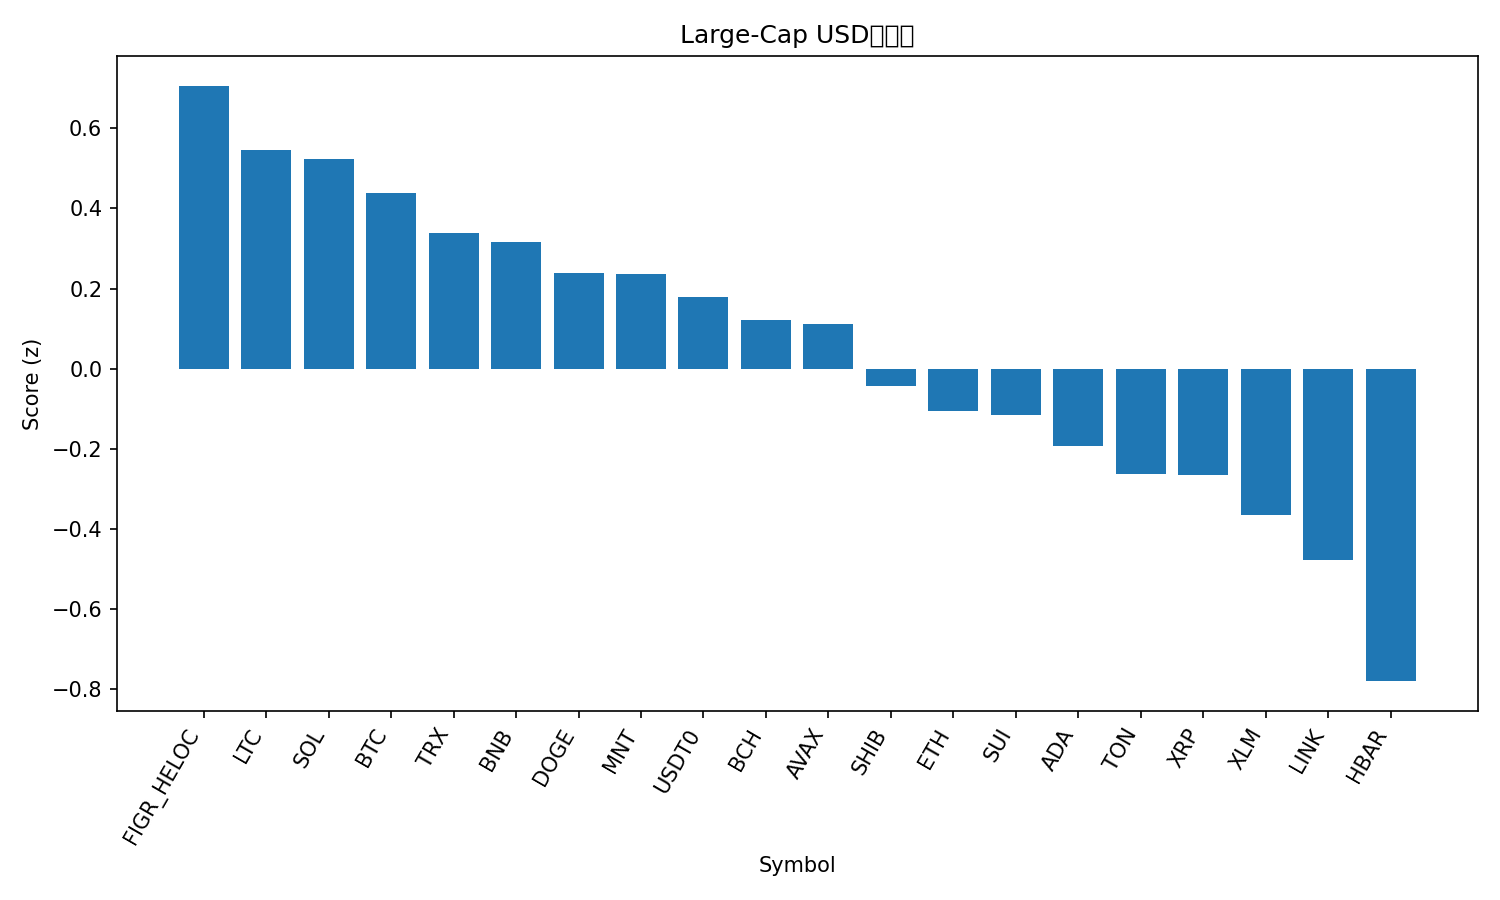 Large-Cap USD
Score (z)
0.6
0.4
0.2
0.0
−0.2
−0.4
−0.6
−0.8
FIGR_HELOC
LTC
SOL
BTC
TRX
BNB
DOGE
MNT
USDT0
BCH
AVAX
SHIB
ETH
SUI
ADA
TON
XRP
XLM
LINK
HBAR
Symbol